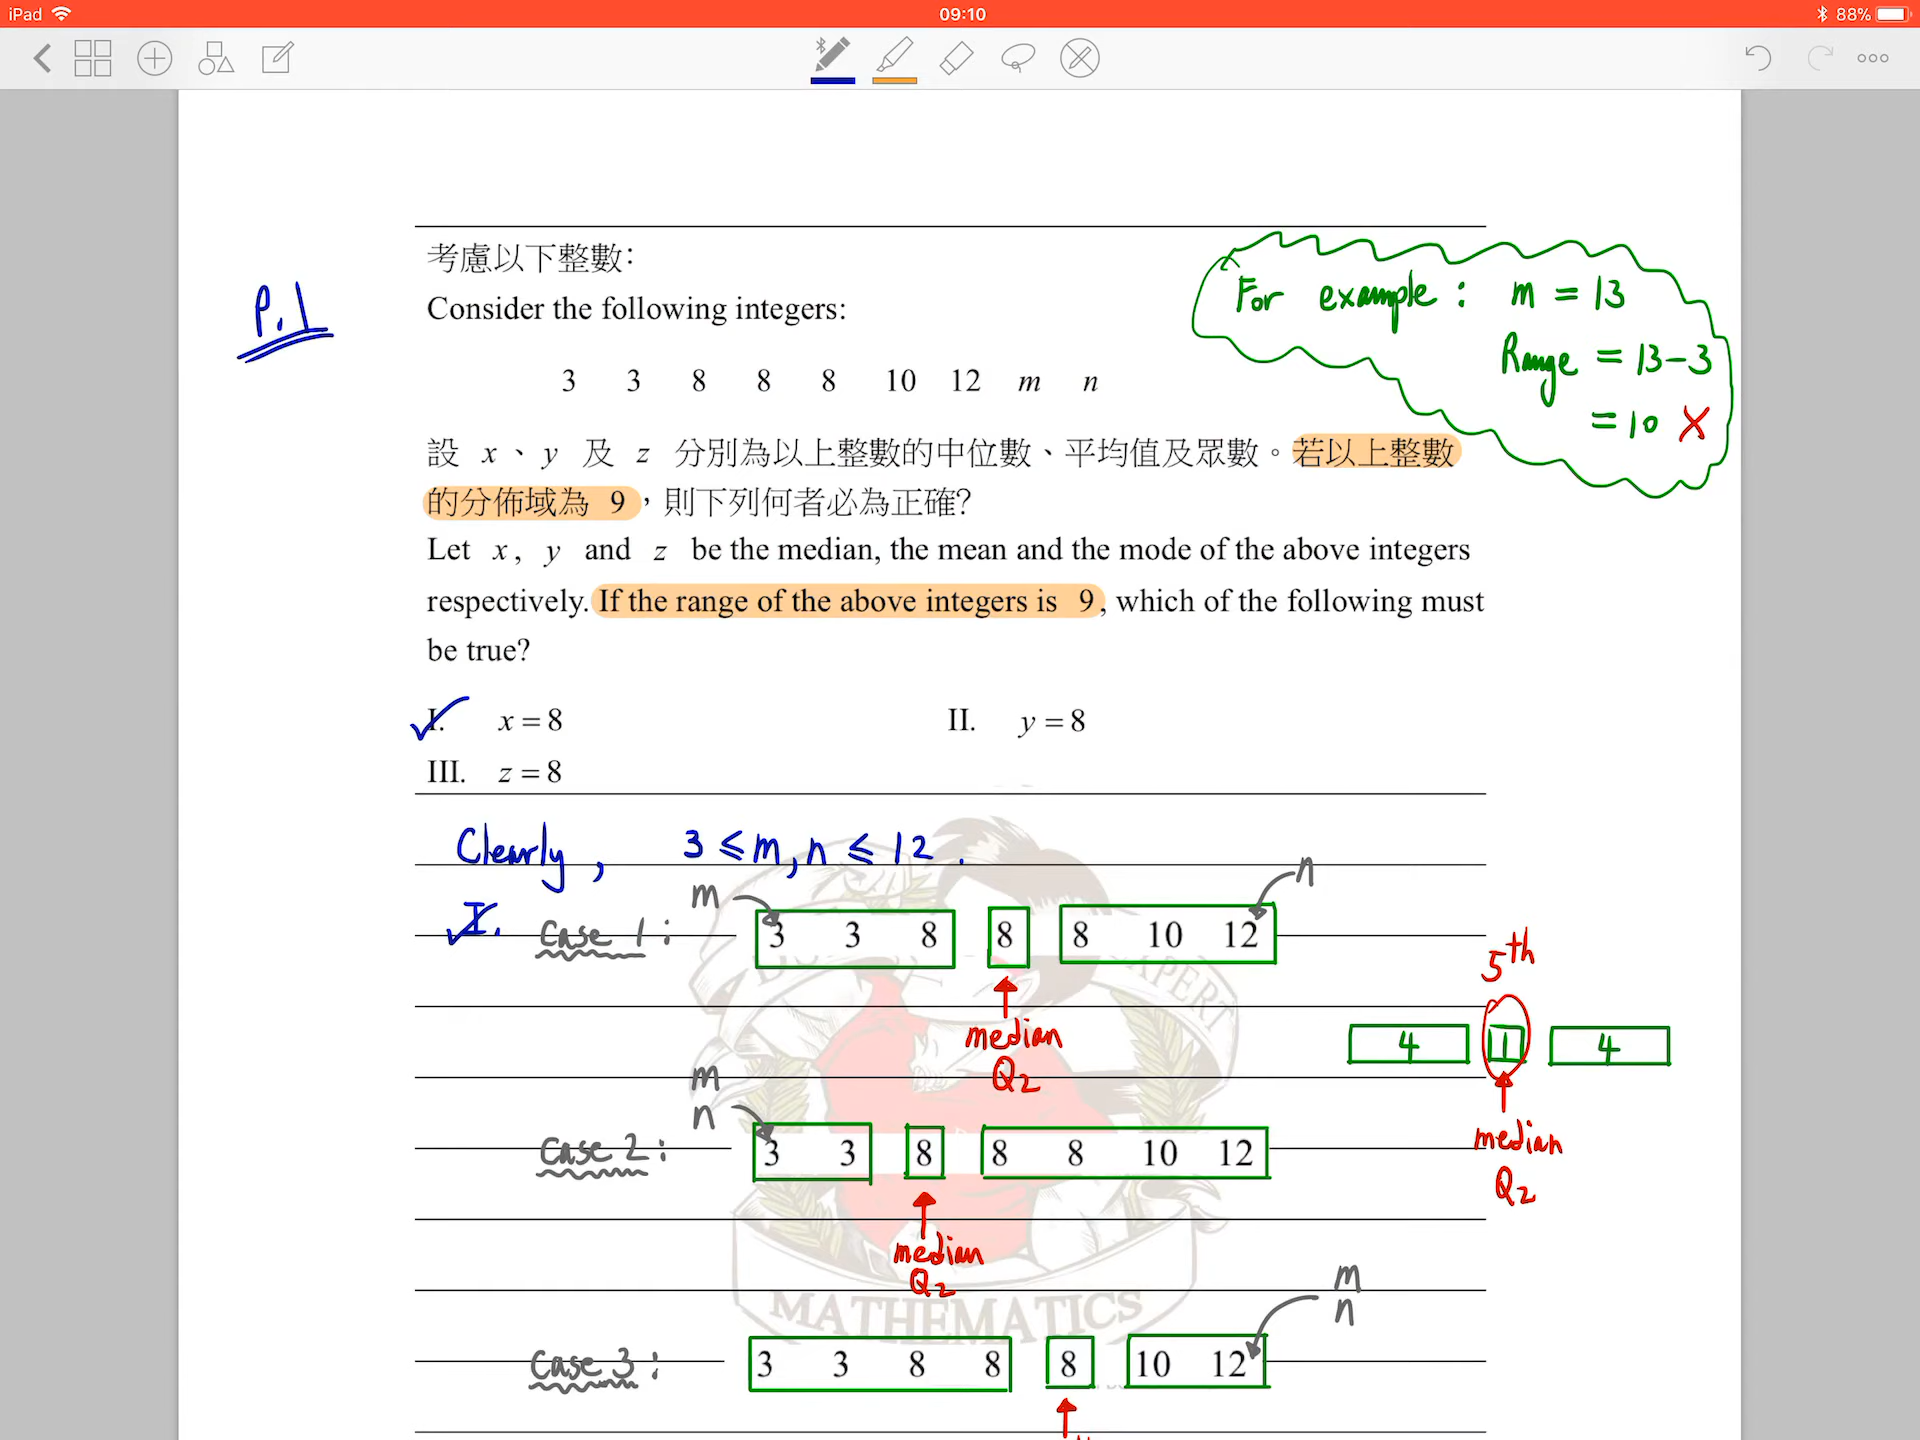 iPad 09:10 88%
考慮以下整數：
Consider the following integers:
P.1
For example : m = 13
Range = 13 - 3
= 10 X
3 3 8 8 8 10 12 m n
設 x 、 y 及 z 分別為以上整數的中位數、平均值及眾數。若以上整數
的分佈域為 9，則下列何者必為正確？
Let x , y and z be the median, the mean and the mode of the above integers
respectively. If the range of the above integers is 9, which of the following must
be true?
I. x = 8 II. y = 8
III. z = 8
Clearly, 3 ≤ m, n ≤ 12 .
I. Case 1 : m 3 3 8 8 8 10 12 n
median
Q2
5th
4 1 4
median
Q2
Case 2 : m n 3 3 8 8 8 10 12
median
Q2
Case 3 : 3 3 8 8 8 10 12 m n
EXPERT
MATHEMATICS